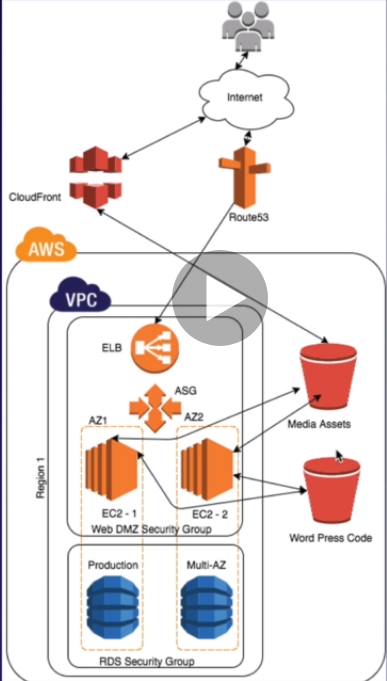 Internet
CloudFront
Route53
AWS
VPC
ELB
ASG
AZ1
AZ2
Media Assets
Region 1
EC2 - 1
EC2 - 2
Web DMZ Security Group
Word Press Code
Production
Multi-AZ
RDS Security Group